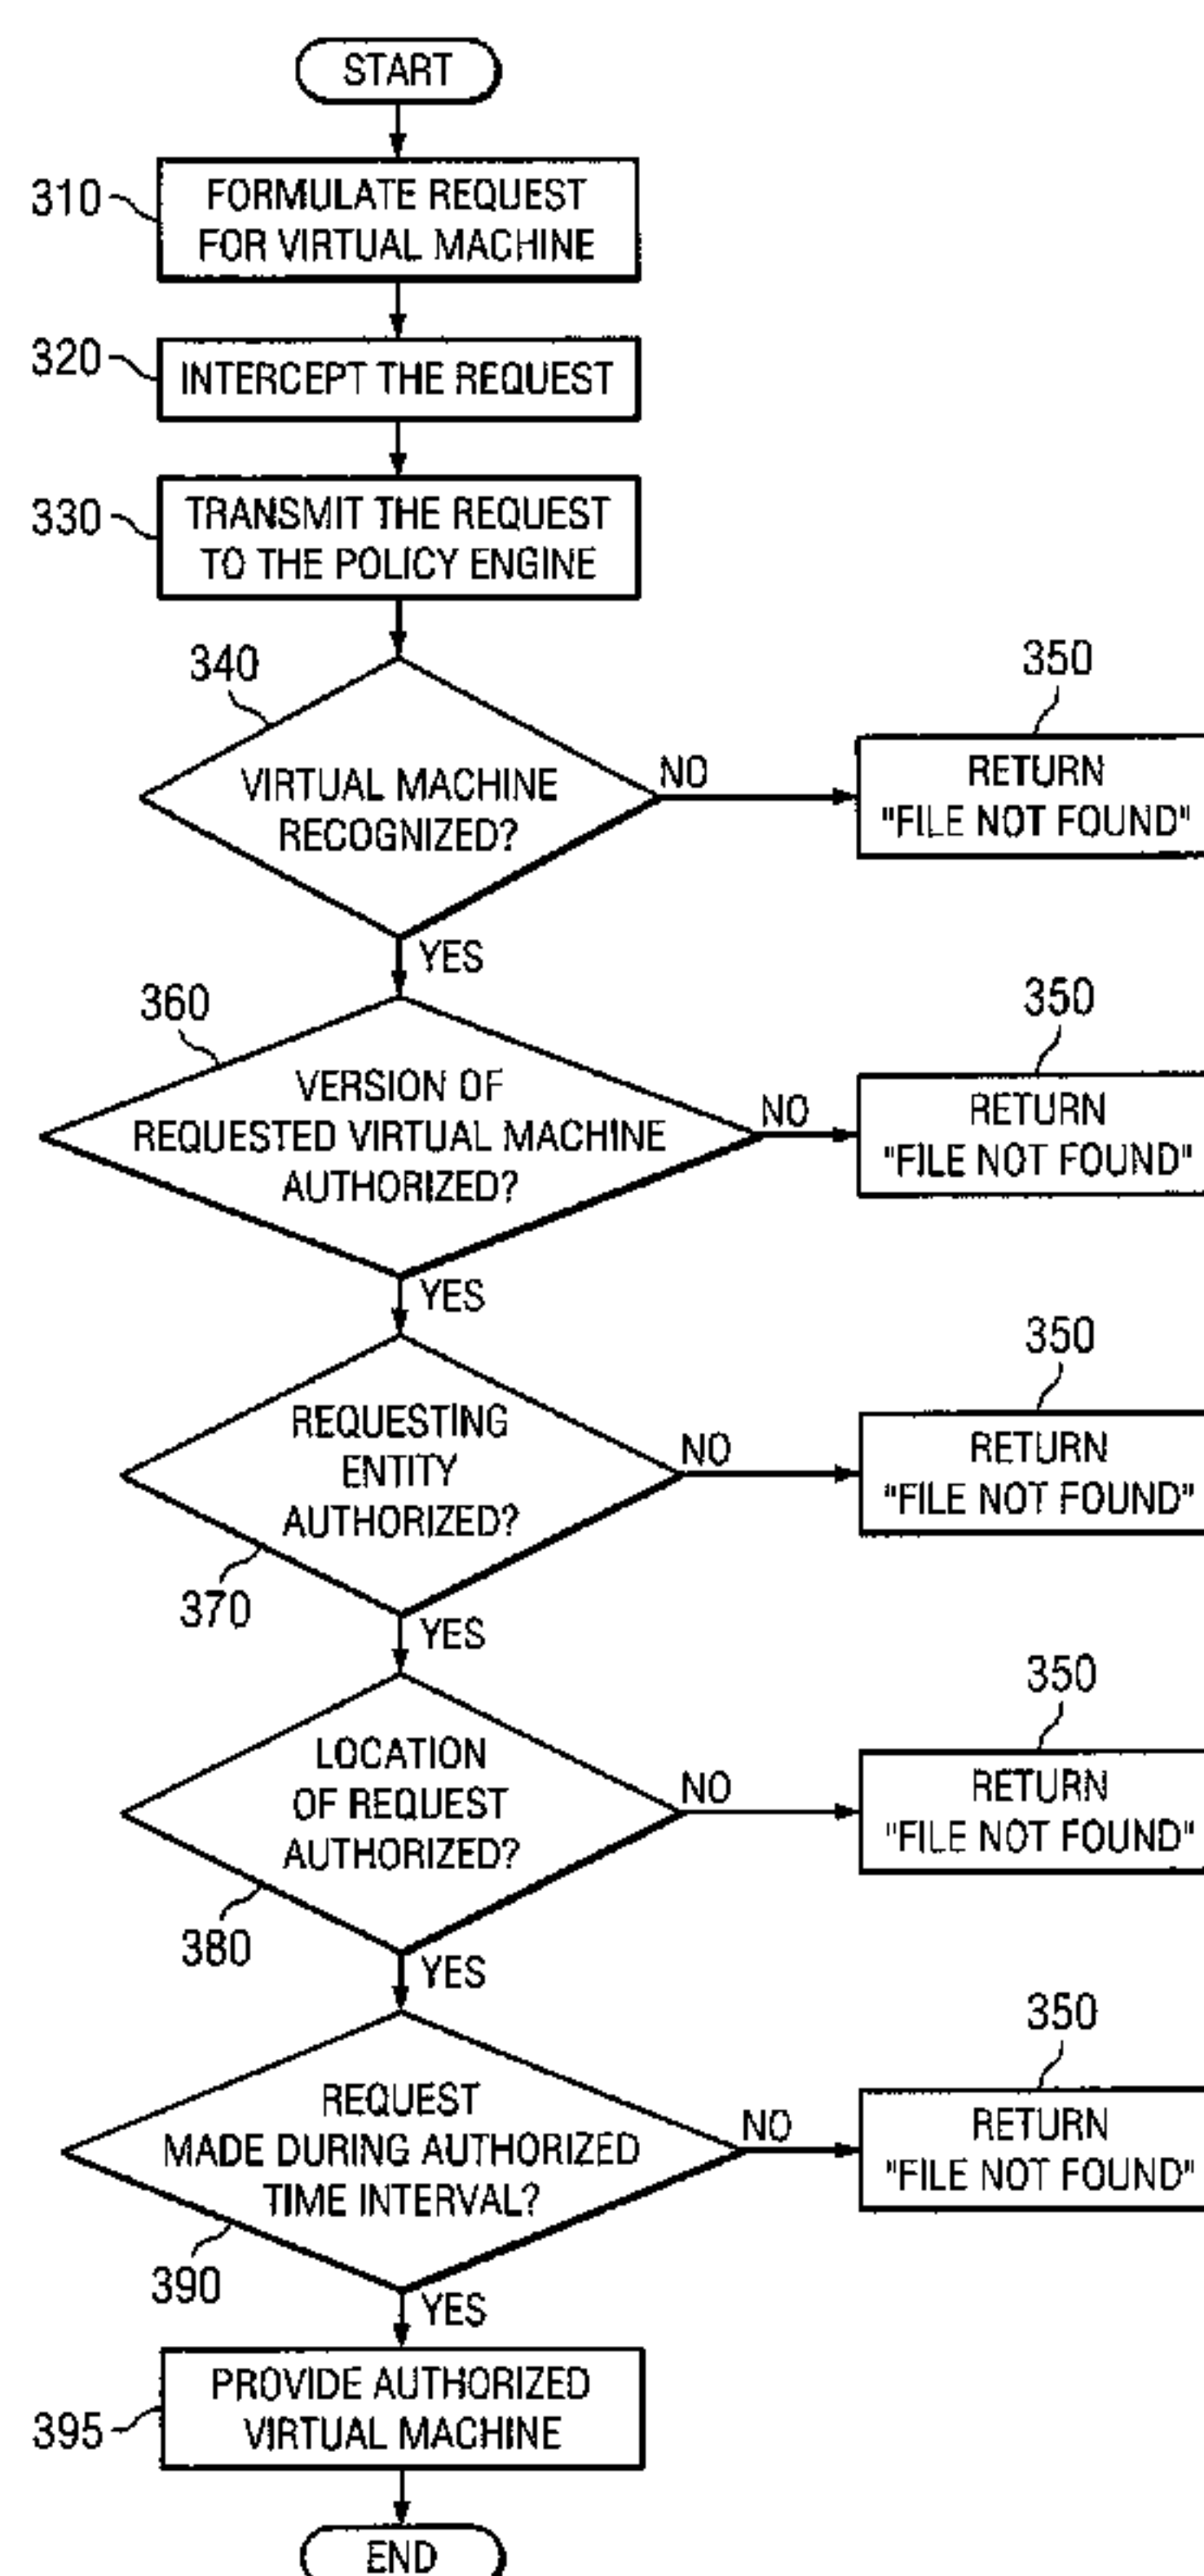 START
310
FORMULATE REQUEST
FOR VIRTUAL MACHINE
320
INTERCEPT THE REQUEST
330
TRANSMIT THE REQUEST
TO THE POLICY ENGINE
340
VIRTUAL MACHINE
RECOGNIZED?
NO
350
RETURN
"FILE NOT FOUND"
YES
360
VERSION OF
REQUESTED VIRTUAL MACHINE
AUTHORIZED?
NO
350
RETURN
"FILE NOT FOUND"
YES
REQUESTING
ENTITY
AUTHORIZED?
370
NO
350
RETURN
"FILE NOT FOUND"
YES
LOCATION
OF REQUEST
AUTHORIZED?
380
NO
350
RETURN
"FILE NOT FOUND"
YES
REQUEST
MADE DURING AUTHORIZED
TIME INTERVAL?
390
NO
350
RETURN
"FILE NOT FOUND"
YES
395
PROVIDE AUTHORIZED
VIRTUAL MACHINE
END